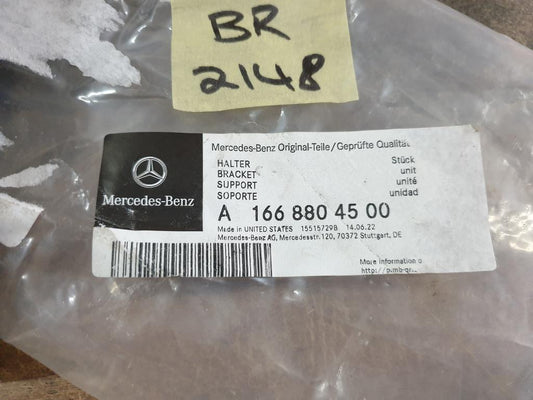 BR
2148
Mercedes-Benz Original-Teile/Geprüfte Qualität
HALTER Stück
BRACKET unit
SUPPORT unité
SOPORTE unidad
Mercedes-Benz
A 166 880 45 00
Made in UNITED STATES 15515729B 14.06.22
Mercedes-Benz AG, Mercedesstr.120, 70372 Stuttgart, DE
More information o